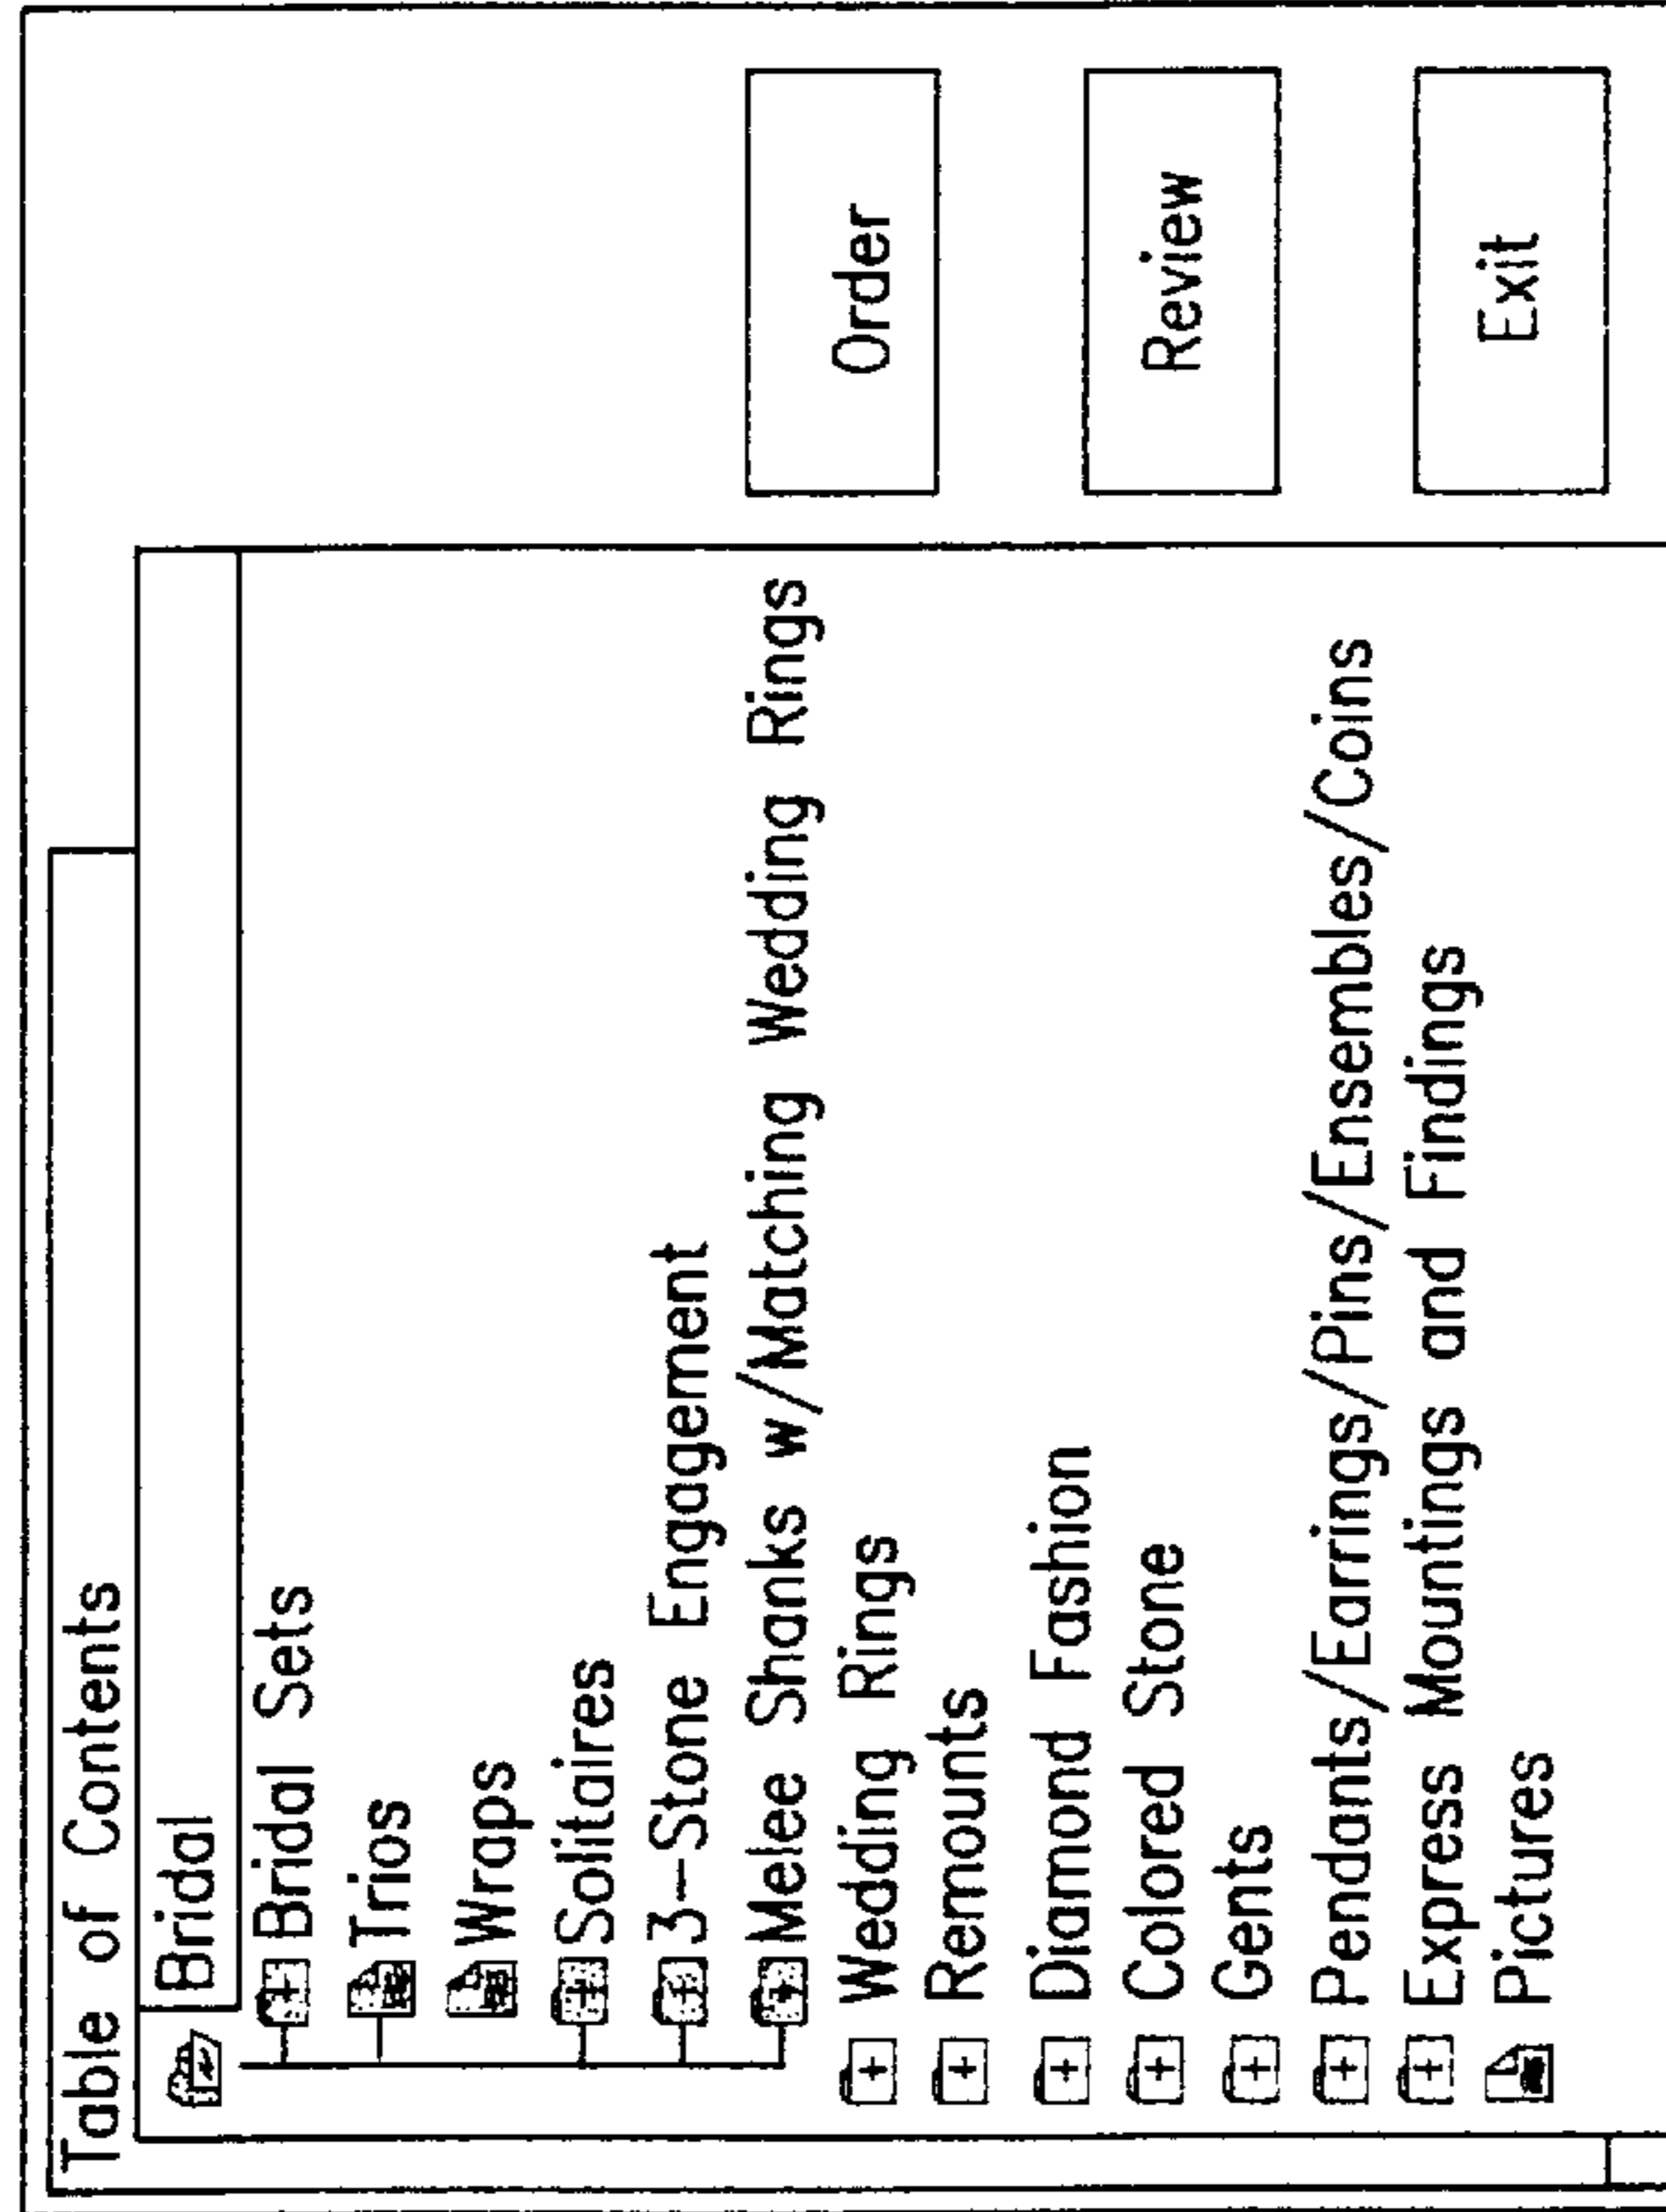 Table of Contents
Bridal
Bridal Sets
Trios
Wraps
Solitaires
3-Stone Engagement
Melee Shanks w/Matching Wedding Rings
Wedding Rings
Remounts
Diamond Fashion
Colored Stone
Gents
Pendants/Earrings/Pins/Ensembles/Coins
Express Mountings and Findings
Pictures
Order
Review
Exit